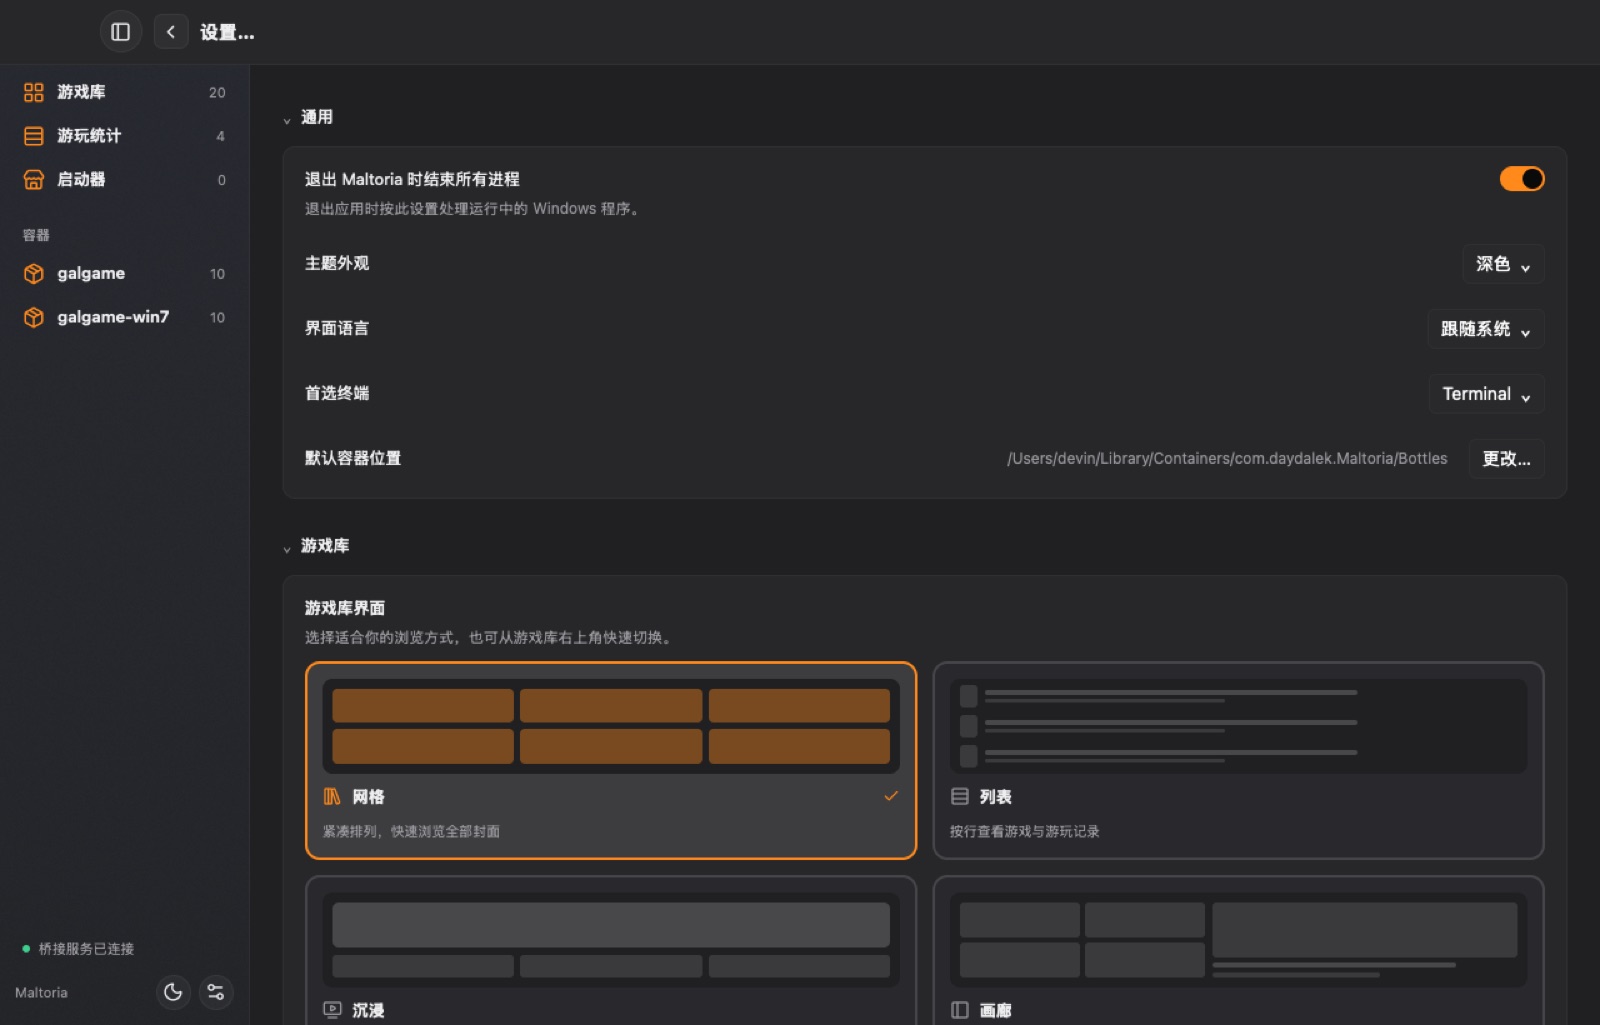 设置...
游戏库 20
游玩统计 4
启动器 0
容器
galgame 10
galgame-win7 10
桥接服务已连接
Maltoria
通用
退出 Maltoria 时结束所有进程
退出应用时按此设置处理运行中的 Windows 程序。
主题外观 深色
界面语言 跟随系统
首选终端 Terminal
默认容器位置 /Users/devin/Library/Containers/com.daydalek.Maltoria/Bottles 更改...
游戏库
游戏库界面
选择适合你的浏览方式，也可从游戏库右上角快速切换。
网格
紧凑排列，快速浏览全部封面
列表
按行查看游戏与游玩记录
沉浸
画廊